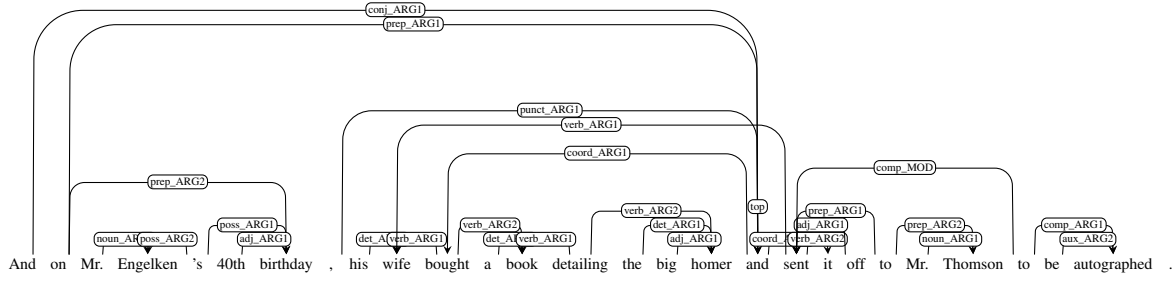 conj_ARG1
prep_ARG1
punct_ARG1
verb_ARG1
coord_ARG1
comp_MOD
prep_ARG2
verb_ARG2 prep_ARG1
top
poss_ARG1 verb_ARG2 det_ARG1 adj_ARG1 prep_ARG2 comp_ARG1
poss_ARG2 adj_ARG1 verb_ARG1 verb_ARG1 adj_ARG1 verb_ARG2 noun_ARG1 aux_ARG2
And on Mr. Engelken 's 40th birthday , his wife bought a book detailing the big homer and sent it off to Mr. Thomson to be autographed .